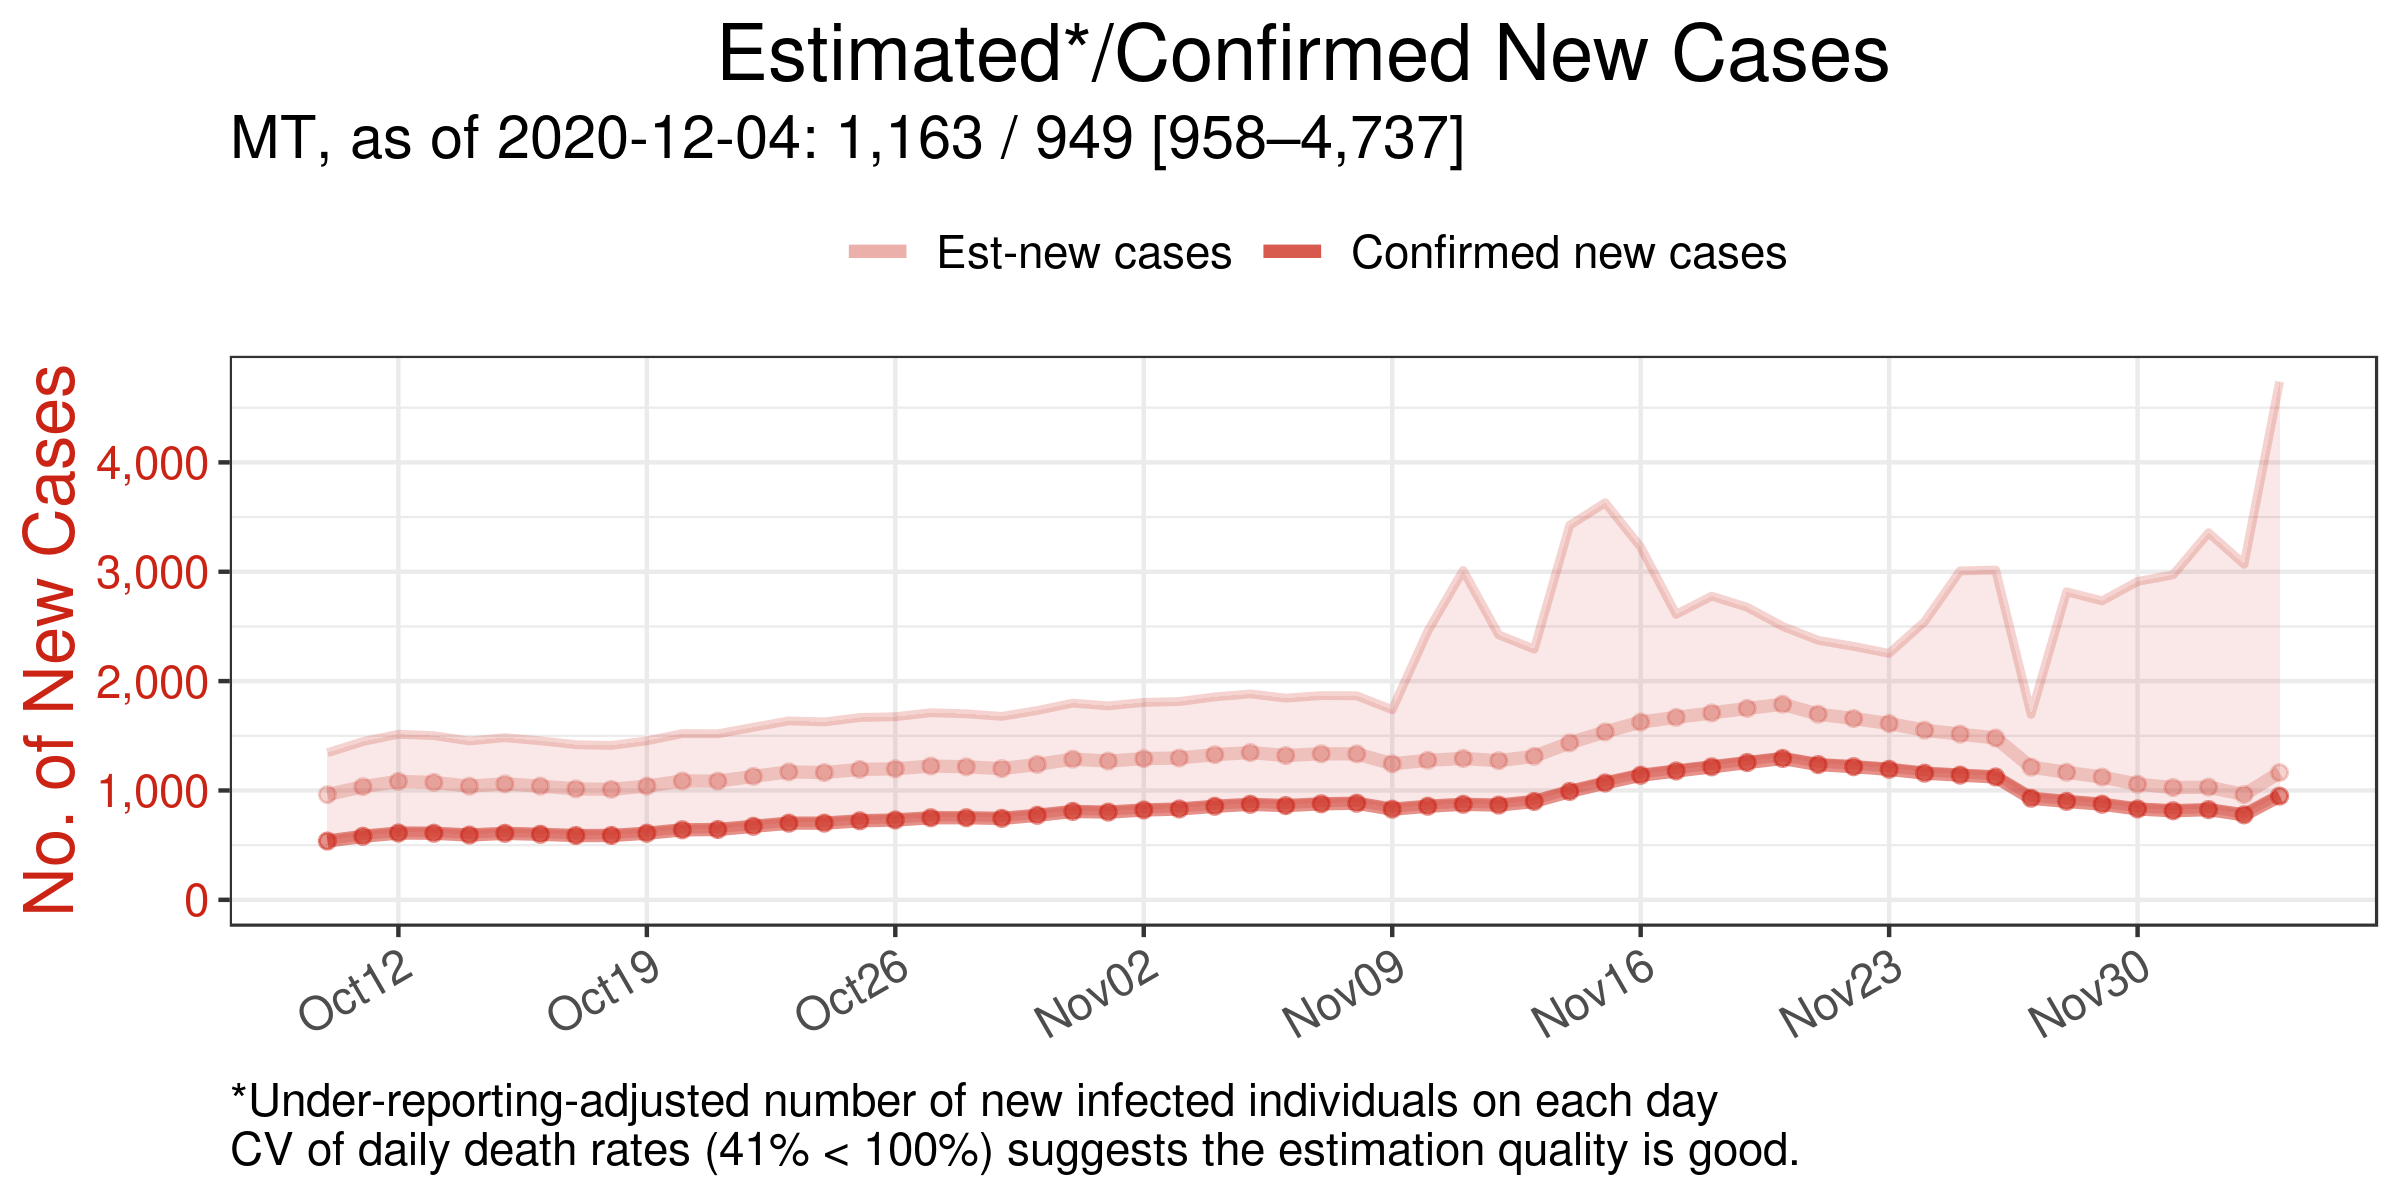 Estimated*/Confirmed New Cases
MT, as of 2020-12-04: 1,163 / 949 [958–4,737]
Est-new cases
Confirmed new cases
No. of New Cases
4,000
3,000
2,000
1,000
0
Oct12
Oct19
Oct26
Nov02
Nov09
Nov16
Nov23
Nov30
*Under-reporting-adjusted number of new infected individuals on each day
CV of daily death rates (41% < 100%) suggests the estimation quality is good.